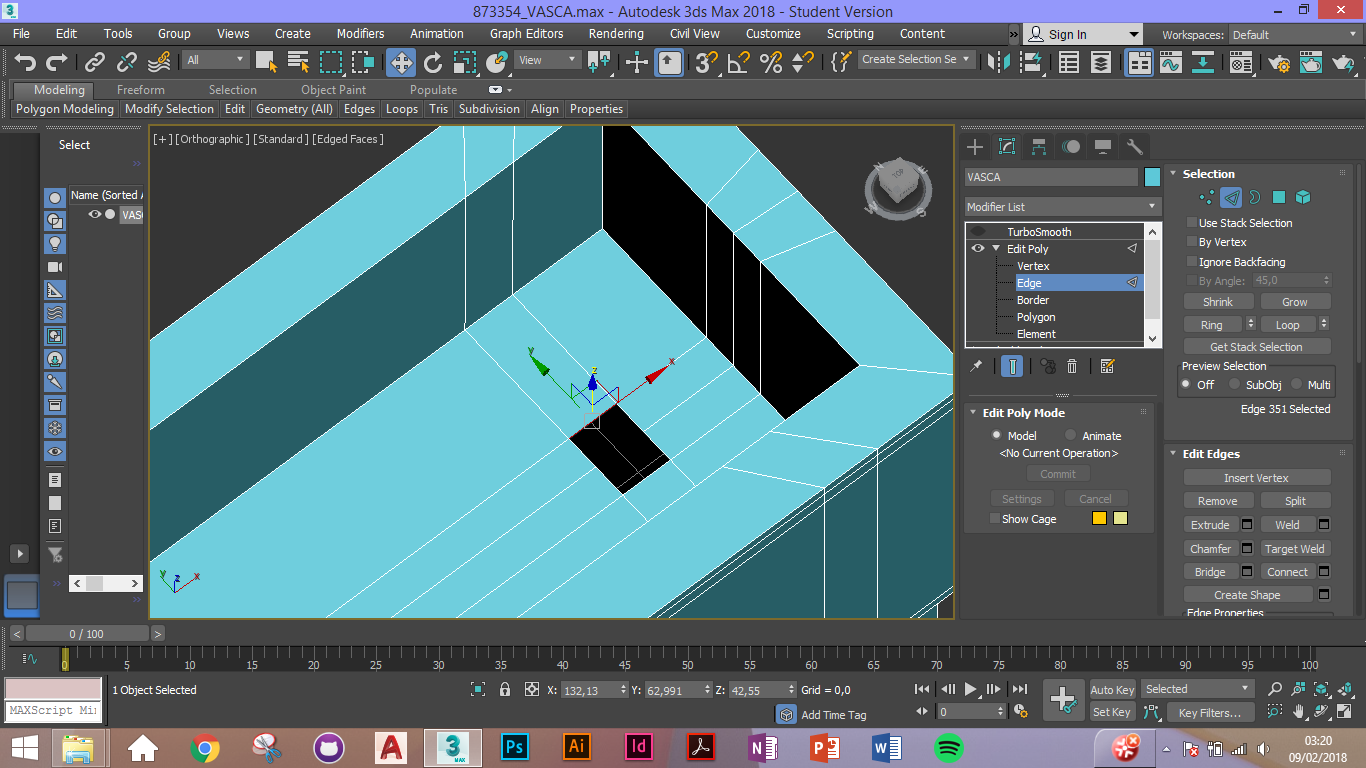 873354_VASCA.max - Autodesk 3ds Max 2018 - Student Version
File Edit Tools Group Views Create Modifiers Animation Graph Editors Rendering Civil View Customize Scripting Content
Sign In
Workspaces: Default
All
View
Create Selection Se
Modeling Freeform Selection Object Paint Populate
Polygon Modeling Modify Selection Edit Geometry (All) Edges Loops Tris Subdivision Align Properties
Select
Name (Sorted A
VASC
[+] [Orthographic ] [Standard ] [Edged Faces ]
TOP
N
W
S
y
x
z
y
z
x
VASCA
Modifier List
TurboSmooth
Edit Poly
Vertex
Edge
Border
Polygon
Element
Edit Poly Mode
Model Animate
<No Current Operation>
Commit
Settings Cancel
Show Cage
Selection
Use Stack Selection
By Vertex
Ignore Backfacing
By Angle: 45,0
Shrink Grow
Ring Loop
Get Stack Selection
Preview Selection
Off SubObj Multi
Edge 351 Selected
Edit Edges
Insert Vertex
Remove Split
Extrude Weld
Chamfer Target Weld
Bridge Connect
Create Shape
Edge Properties
< 0 / 100 >
0 5 10 15 20 25 30 35 40 45 50 55 60 65 70 75 80 85 90 95 100
1 Object Selected
X: 132,13 Y: 62,991 Z: 42,55 Grid = 0,0
Auto Key Selected
MAXScript Mi
Add Time Tag
0
Set Key Key Filters...
03:20
09/02/2018